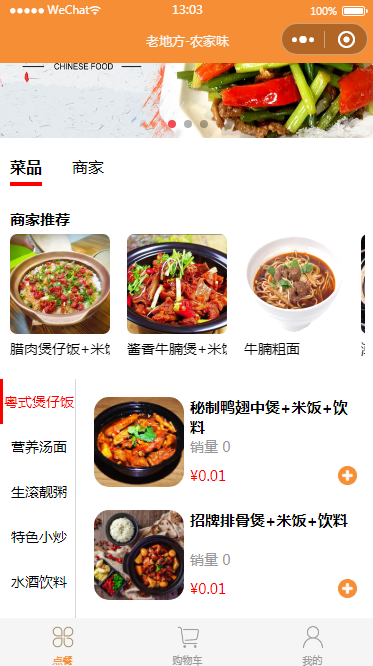 WeChat
13:03
100%
老地方-农家味
CHINESE FOOD
菜品
商家
商家推荐
腊肉煲仔饭+米饭
酱香牛腩煲+米饭
牛腩粗面
粤式煲仔饭
营养汤面
生滚靓粥
特色小炒
水酒饮料
秘制鸭翅中煲+米饭+饮料
销量 0
¥0.01
招牌排骨煲+米饭+饮料
销量 0
¥0.01
点餐
购物车
我的